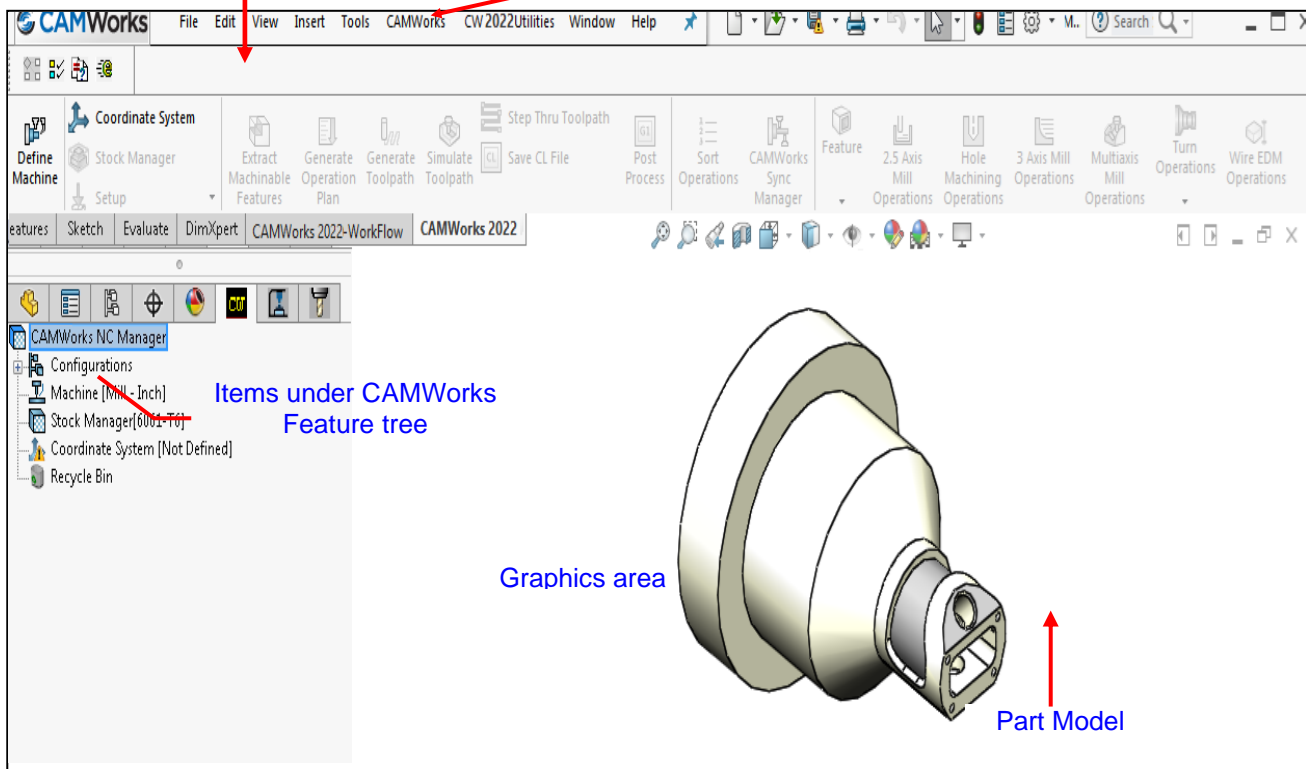 CAMWorks File Edit View Insert Tools CAMWorks CW 2022Utilities Window Help M.. Search
Define Machine
Coordinate System
Stock Manager
Setup
Extract Machinable Features
Generate Operation Plan
Generate Toolpath
Simulate Toolpath
Step Thru Toolpath
CL Save CL File
G1 Post Process
Sort Operations
CAMWorks Sync Manager
Feature
2.5 Axis Mill Operations
Hole Machining Operations
3 Axis Mill Operations
Multiaxis Mill Operations
Turn Operations
Wire EDM Operations
eatures Sketch Evaluate DimXpert CAMWorks 2022-WorkFlow CAMWorks 2022
CAMWorks NC Manager
Configurations
Machine [Mill - Inch]
Stock Manager[6061-T6]
Coordinate System [Not Defined]
Recycle Bin
Items under CAMWorks
Feature tree
Graphics area
Part Model